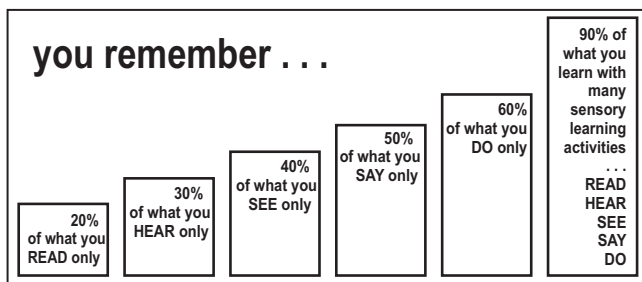 you remember . . .
20%
of what you
READ only
30%
of what you
HEAR only
40%
of what you
SEE only
50%
of what you
SAY only
60%
of what you
DO only
90% of
what you
learn with
many
sensory
learning
activities
. . .
READ
HEAR
SEE
SAY
DO